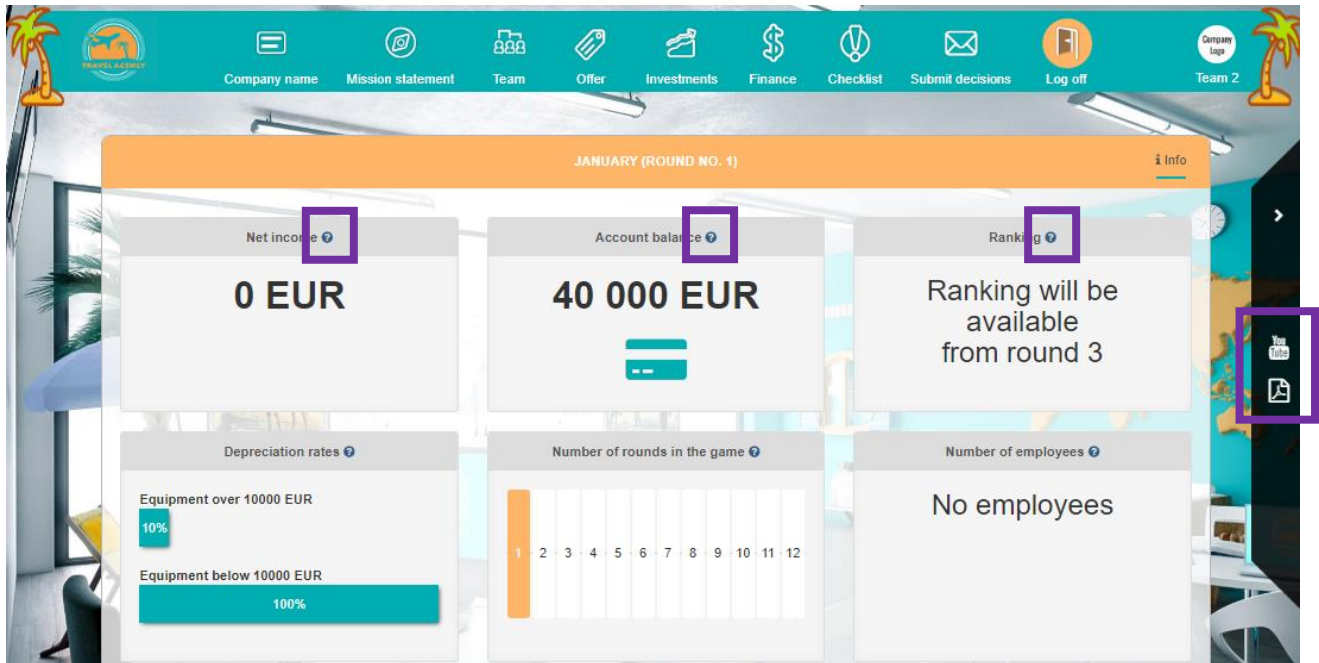 TRAVEL AGENCY
Company name
Mission statement
Team
Offer
Investments
Finance
Checklist
Submit decisions
Log off
Company
Logo
Team 2
JANUARY (ROUND NO. 1)
i Info
Net income
Account balance
Ranking
0 EUR
40 000 EUR
Ranking will be
available
from round 3
You
Tube
Depreciation rates
Number of rounds in the game
Number of employees
Equipment over 10000 EUR
10%
Equipment below 10000 EUR
100%
1 2 3 4 5 6 7 8 9 10 11 12
No employees